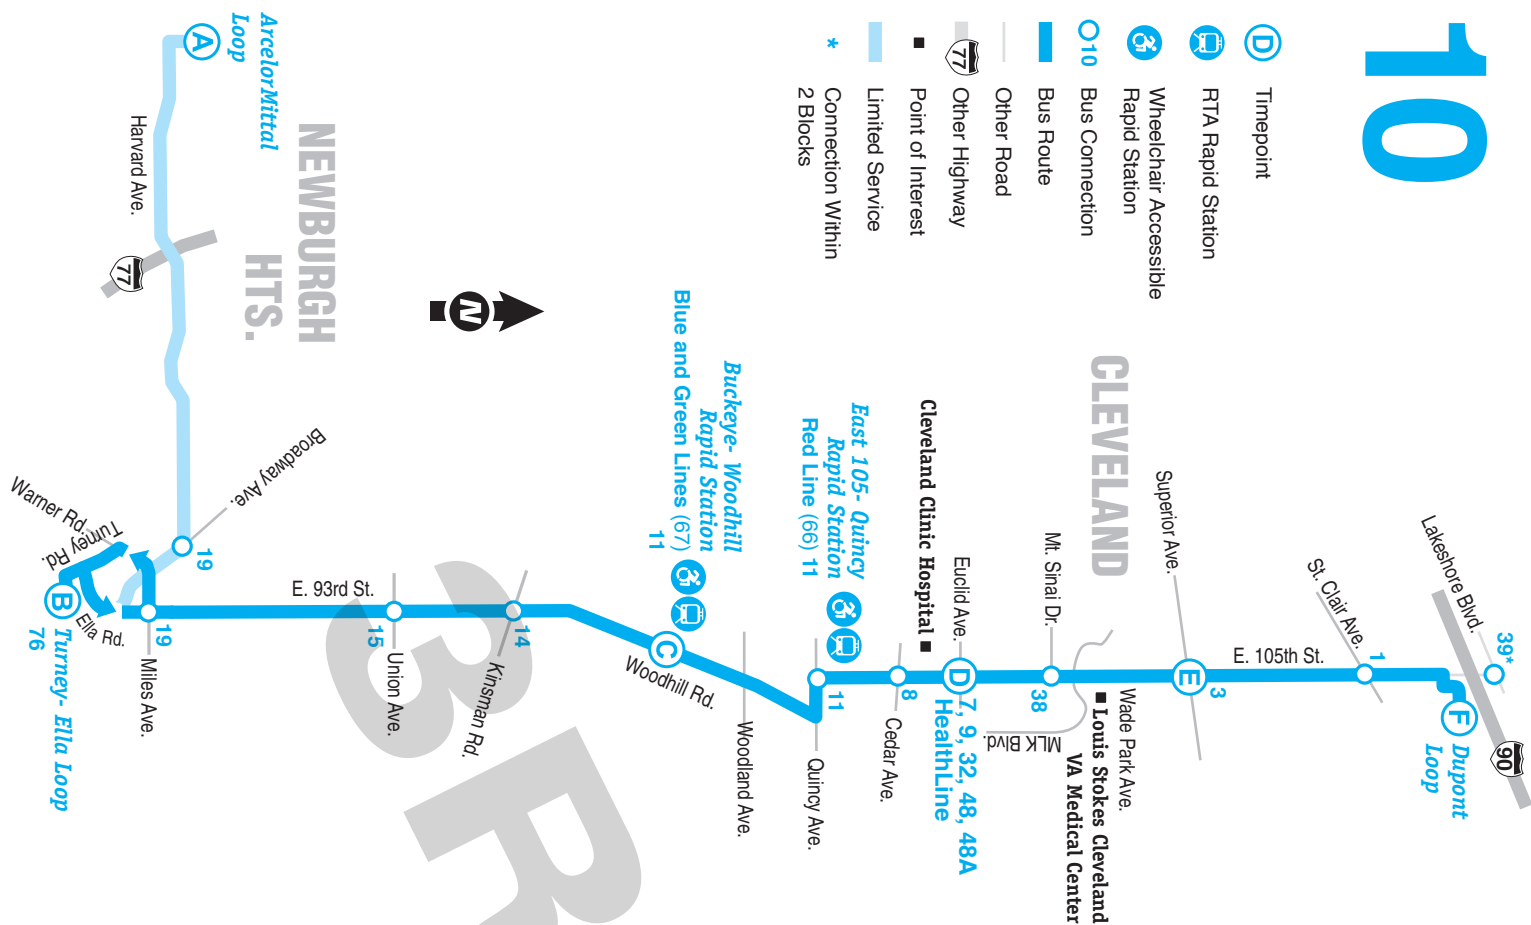 10
D Timepoint
RTA Rapid Station
Wheelchair Accessible
Rapid Station
10 Bus Connection
Bus Route
Other Road
77 Other Highway
Point of Interest
Limited Service
* Connection Within
2 Blocks
Lakeshore Blvd.
39*
90
F
Dupont
Loop
St. Clair Ave.
1
E. 105th St.
CLEVELAND
Superior Ave.
E
3
Wade Park Ave.
Louis Stokes Cleveland
VA Medical Center
Mt. Sinai Dr.
38
MLK Blvd.
Euclid Ave.
D
7, 9, 32, 48, 48A
HealthLine
Cleveland Clinic Hospital
8
Cedar Ave.
East 105- Quincy
Rapid Station
Red Line (66) 11
11
Quincy Ave.
Woodland Ave.
Buckeye- Woodhill
Rapid Station
Blue and Green Lines (67)
11
C
Woodhill Rd.
14
Kinsman Rd.
15
Union Ave.
E. 93rd St.
NEWBURGH
HTS.
ArcelorMittal
Loop
A
Harvard Ave.
77
Broadway Ave.
19
19
Miles Ave.
Warner Rd.
Turney Rd.
Ella Rd.
B
Turney- Ella Loop
76
N
3R